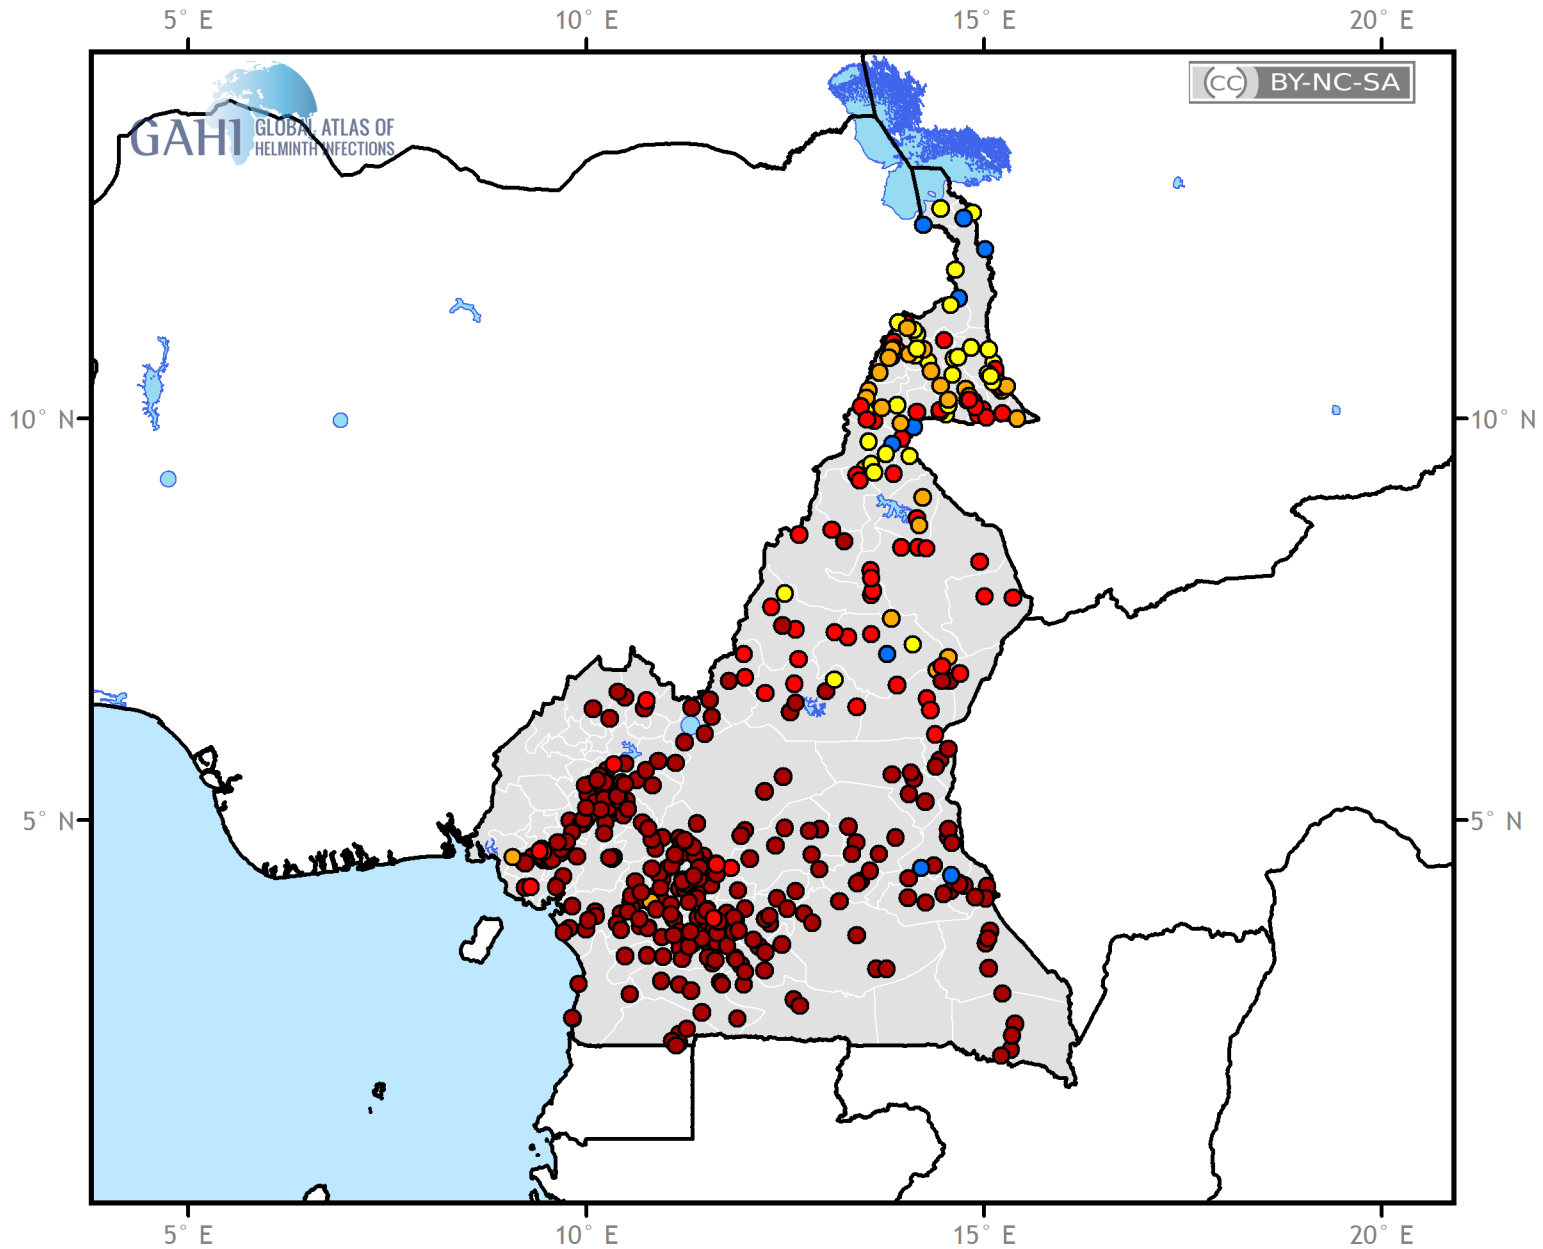 5° E 10° E 15° E 20° E
GAHI GLOBAL ATLAS OF
HELMINTH INFECTIONS
(cc) BY-NC-SA
10° N 10° N
5° N 5° N
5° E 10° E 15° E 20° E